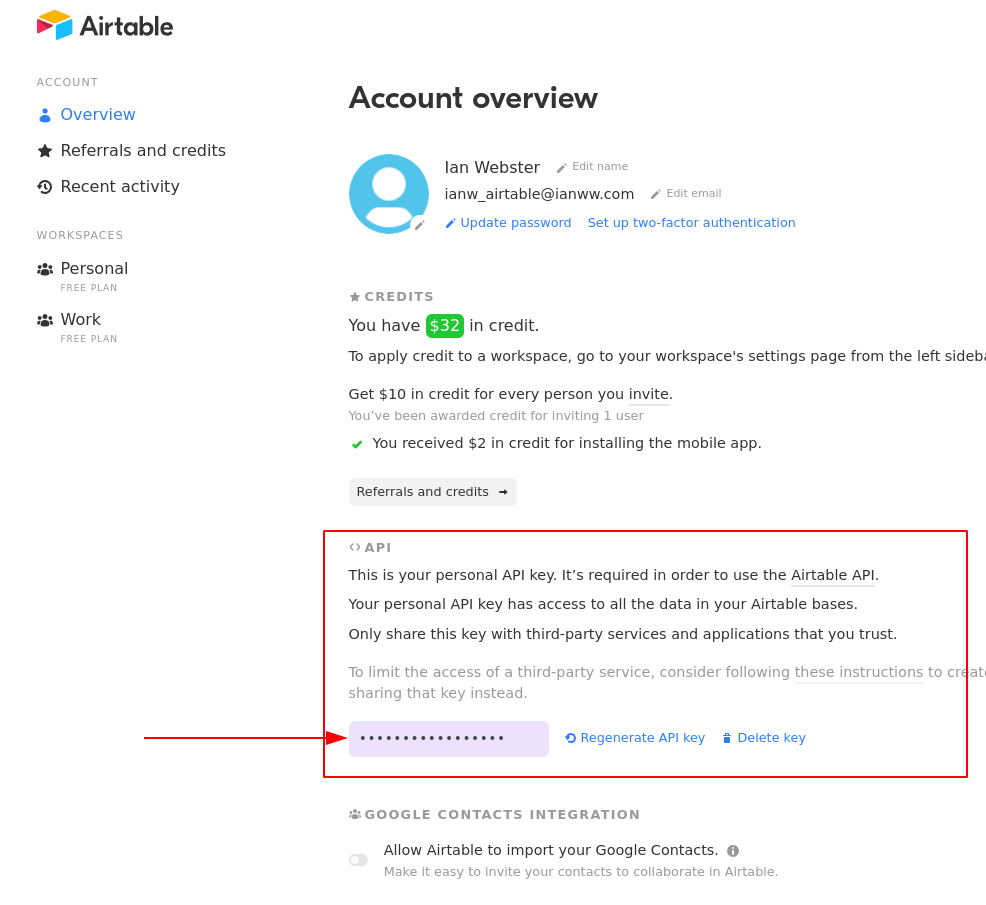 Airtable
ACCOUNT
Overview
Referrals and credits
Recent activity
WORKSPACES
Personal
FREE PLAN
Work
FREE PLAN
Account overview
Ian Webster Edit name
ianw_airtable@ianww.com Edit email
Update password Set up two-factor authentication
CREDITS
You have $32 in credit.
To apply credit to a workspace, go to your workspace's settings page from the left sideba
Get $10 in credit for every person you invite.
You’ve been awarded credit for inviting 1 user
You received $2 in credit for installing the mobile app.
Referrals and credits
API
This is your personal API key. It’s required in order to use the Airtable API.
Your personal API key has access to all the data in your Airtable bases.
Only share this key with third-party services and applications that you trust.
To limit the access of a third-party service, consider following these instructions to create
sharing that key instead.
•••••••••••••••••
Regenerate API key Delete key
GOOGLE CONTACTS INTEGRATION
Allow Airtable to import your Google Contacts.
Make it easy to invite your contacts to collaborate in Airtable.